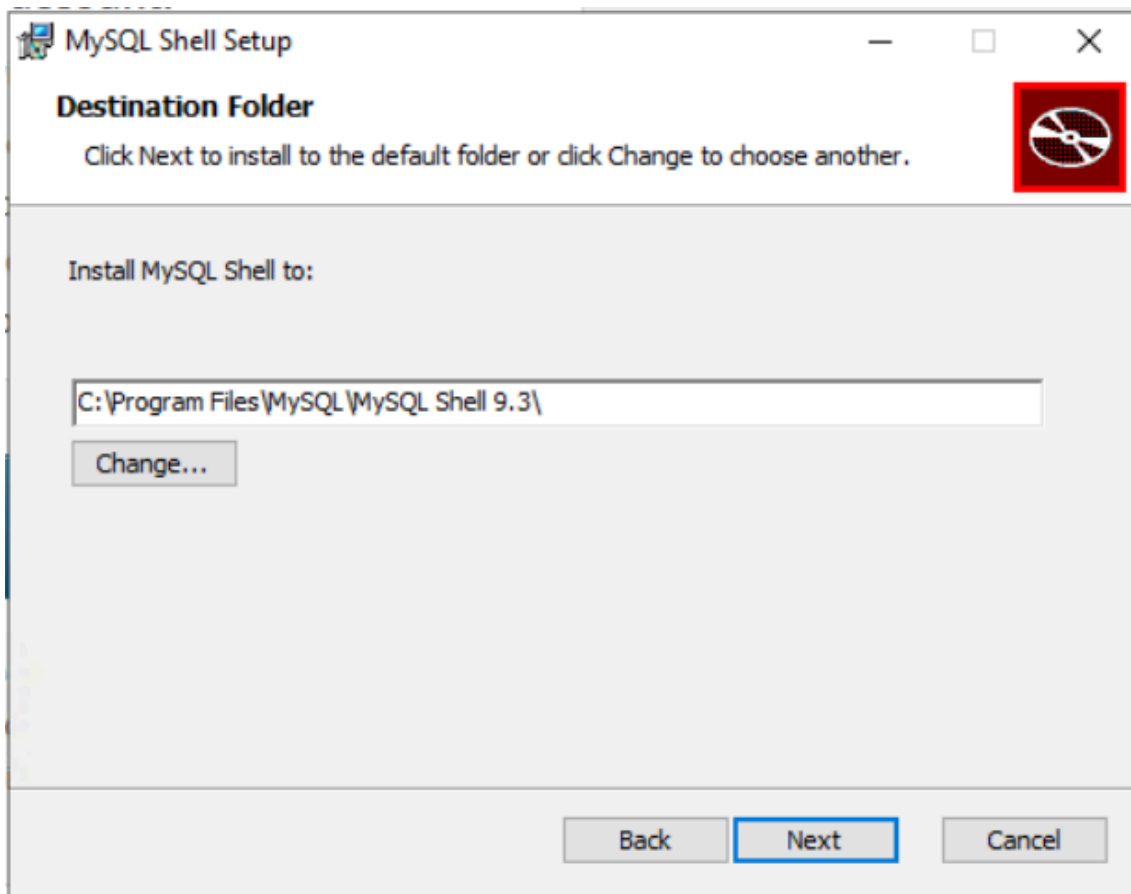 MySQL Shell Setup
Destination Folder
Click Next to install to the default folder or click Change to choose another.
Install MySQL Shell to:
C:\Program Files\MySQL\MySQL Shell 9.3\
Change...
Back Next Cancel